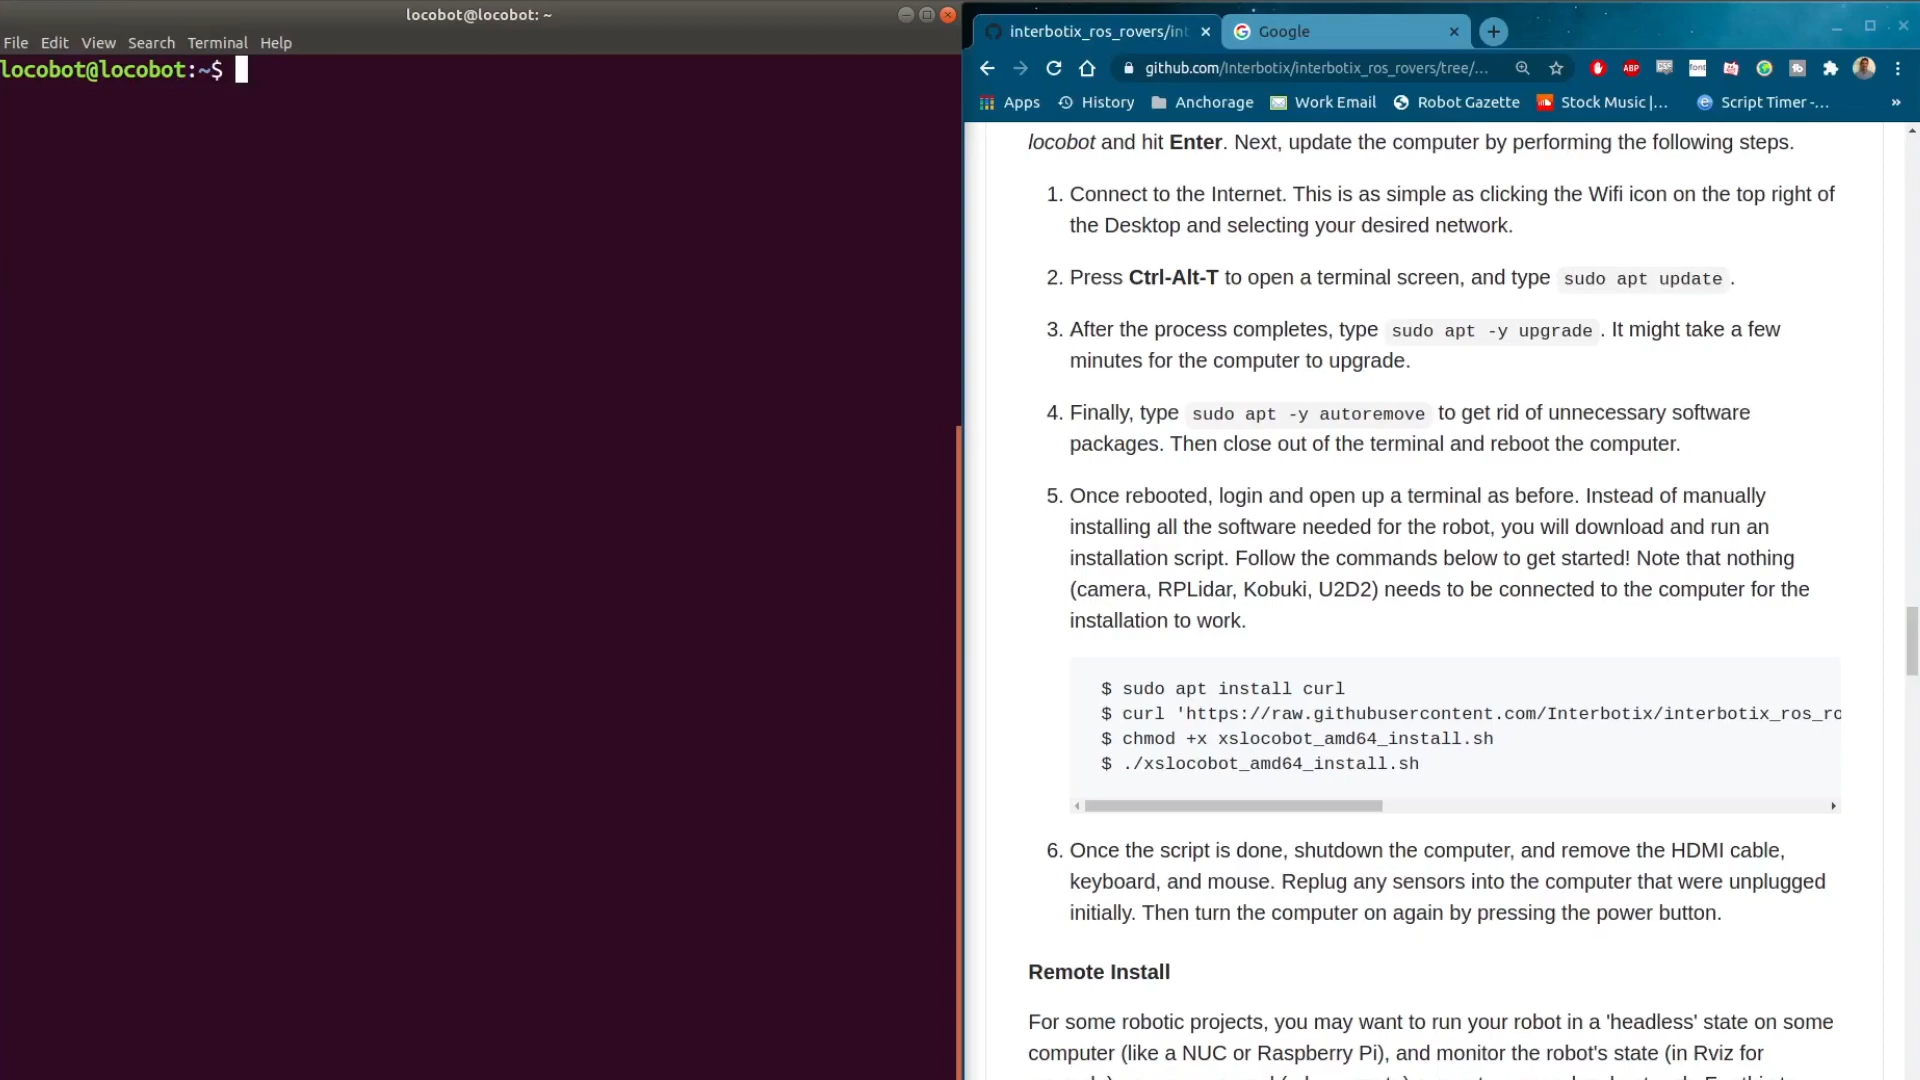 locobot@locobot: ~
File Edit View Search Terminal Help
locobot@locobot:~$
interbotix_ros_rovers/int
Google
github.com/Interbotix/interbotix_ros_rovers/tree/...
ABP
Apps History Anchorage Work Email Robot Gazette Stock Music |... Script Timer -... »
locobot and hit Enter. Next, update the computer by performing the following steps.
1. Connect to the Internet. This is as simple as clicking the Wifi icon on the top right of
the Desktop and selecting your desired network.
2. Press Ctrl-Alt-T to open a terminal screen, and type sudo apt update .
3. After the process completes, type sudo apt -y upgrade . It might take a few
minutes for the computer to upgrade.
4. Finally, type sudo apt -y autoremove to get rid of unnecessary software
packages. Then close out of the terminal and reboot the computer.
5. Once rebooted, login and open up a terminal as before. Instead of manually
installing all the software needed for the robot, you will download and run an
installation script. Follow the commands below to get started! Note that nothing
(camera, RPLidar, Kobuki, U2D2) needs to be connected to the computer for the
installation to work.
$ sudo apt install curl
$ curl 'https://raw.githubusercontent.com/Interbotix/interbotix_ros_ro
$ chmod +x xslocobot_amd64_install.sh
$ ./xslocobot_amd64_install.sh
6. Once the script is done, shutdown the computer, and remove the HDMI cable,
keyboard, and mouse. Replug any sensors into the computer that were unplugged
initially. Then turn the computer on again by pressing the power button.
Remote Install
For some robotic projects, you may want to run your robot in a 'headless' state on some
computer (like a NUC or Raspberry Pi), and monitor the robot's state (in Rviz for